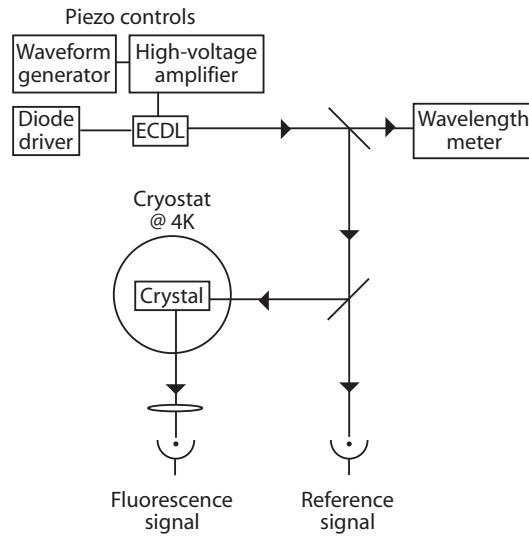 Piezo controls
Waveform
generator
High-voltage
amplifier
Diode
driver
ECDL
Wavelength
meter
Cryostat
@ 4K
Crystal
Fluorescence
signal
Reference
signal